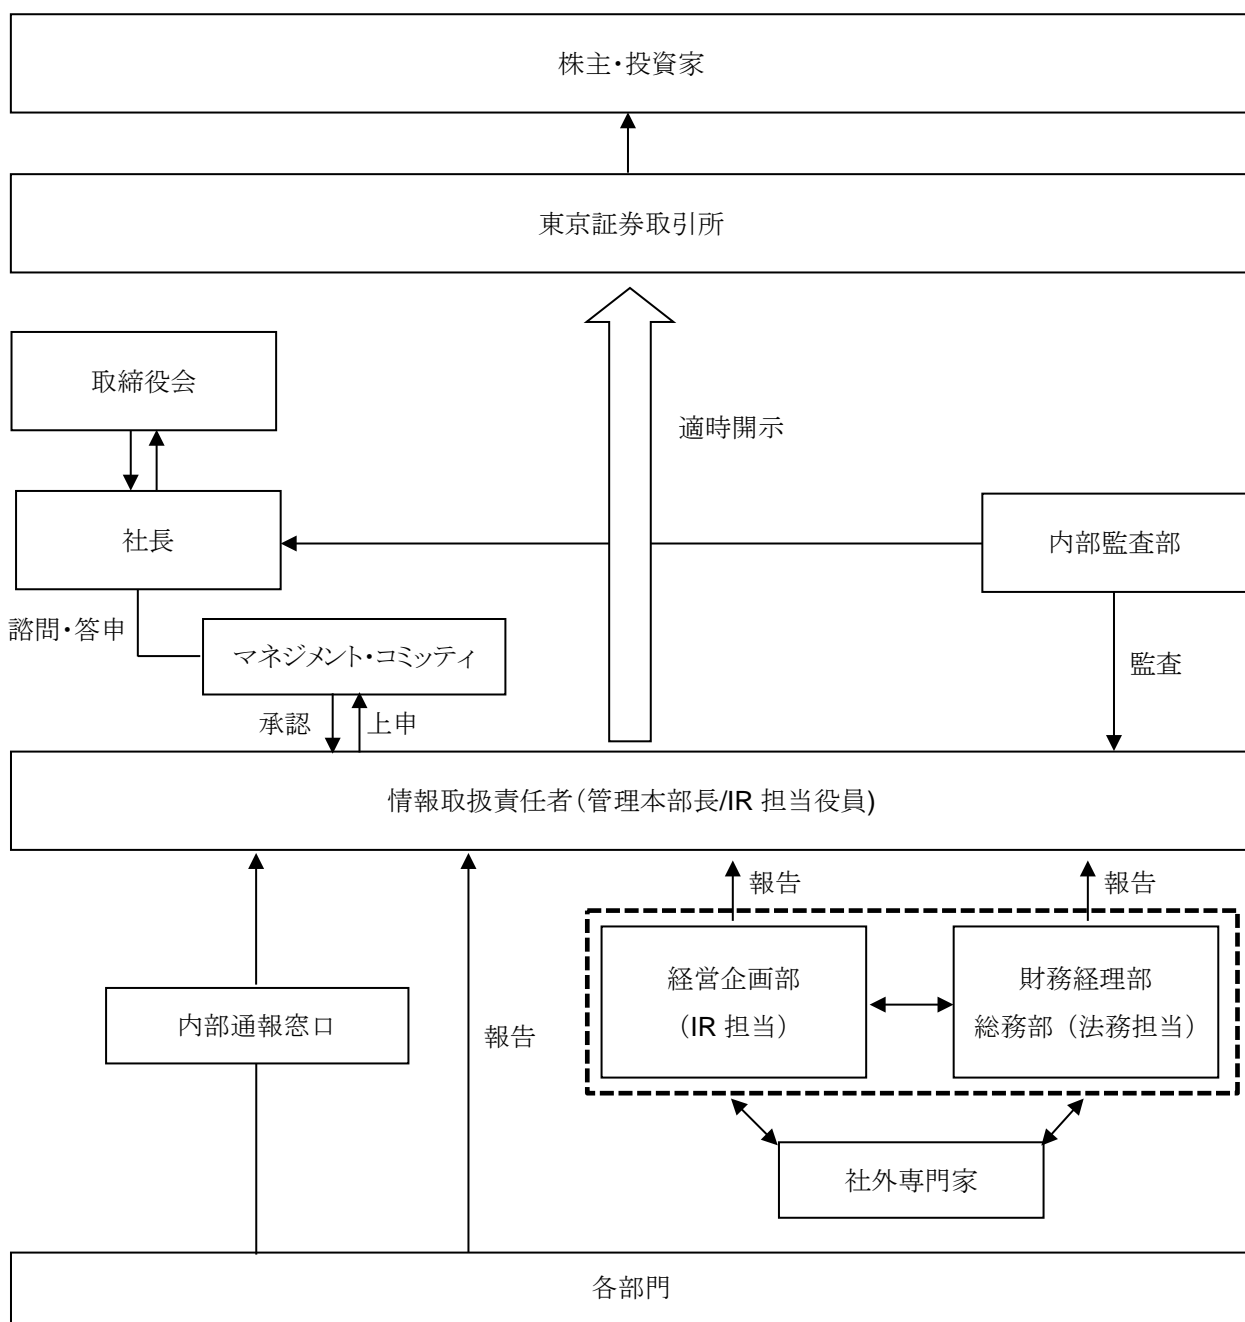 株主・投資家
東京証券取引所
取締役会
適時開示
社長
内部監査部
諮問・答申
マネジメント・コミッティ
監査
承認
上申
情報取扱責任者(管理本部長/IR 担当役員)
報告
報告
経営企画部
(IR 担当)
財務経理部
総務部(法務担当)
内部通報窓口
報告
社外専門家
各部門